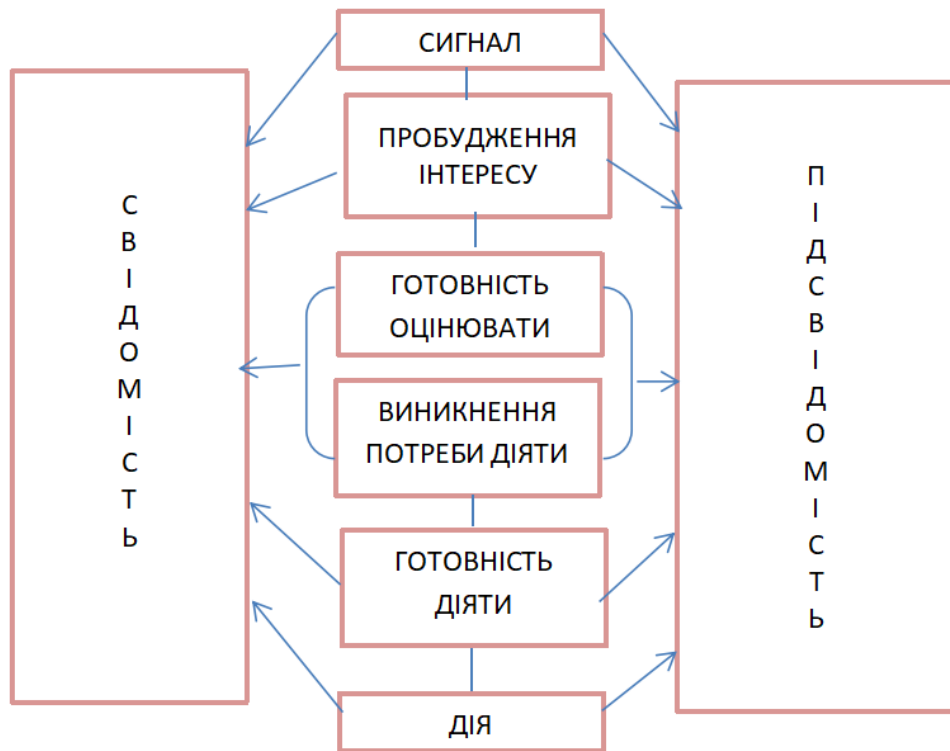 СИГНАЛ
ПРОБУДЖЕННЯ
ІНТЕРЕСУ
СВІДОМІСТЬ
ПІДСВІДОМІСТЬ
ГОТОВНІСТЬ
ОЦІНЮВАТИ
ВИНИКНЕННЯ
ПОТРЕБИ ДІЯТИ
ГОТОВНІСТЬ
ДІЯТИ
ДІЯ